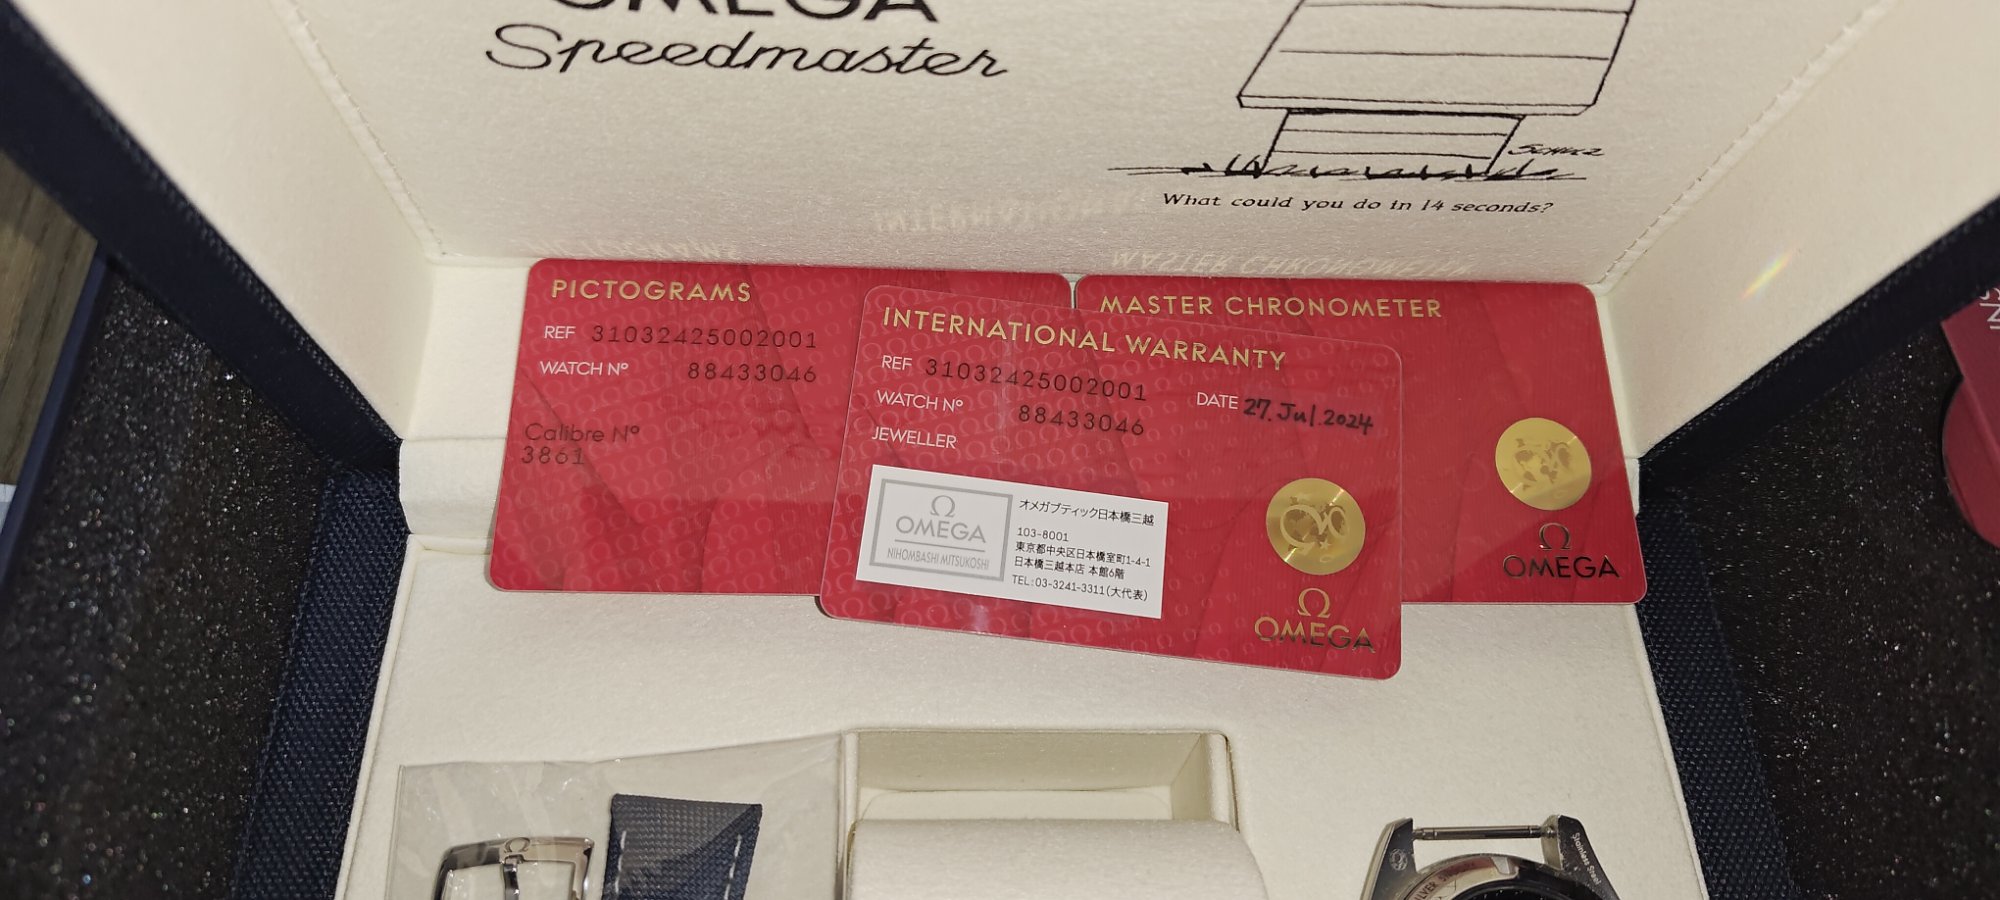 OMEGA
Speedmaster
What could you do in 14 seconds?
PICTOGRAMS
REF 31032425002001
WATCH Nº 88433046
Calibre Nº
3861
INTERNATIONAL WARRANTY
REF 31032425002001
WATCH Nº 88433046
DATE 27.Jul.2024
JEWELLER
Ω
OMEGA
NIHOMBASHI MITSUKOSHI
オメガブティック日本橋三越
103-8001
東京都中央区日本橋室町1-4-1
日本橋三越本店 本館6階
TEL:03-3241-3311(大代表)
Ω
OMEGA
MASTER CHRONOMETER
Ω
OMEGA
Stainless Steel